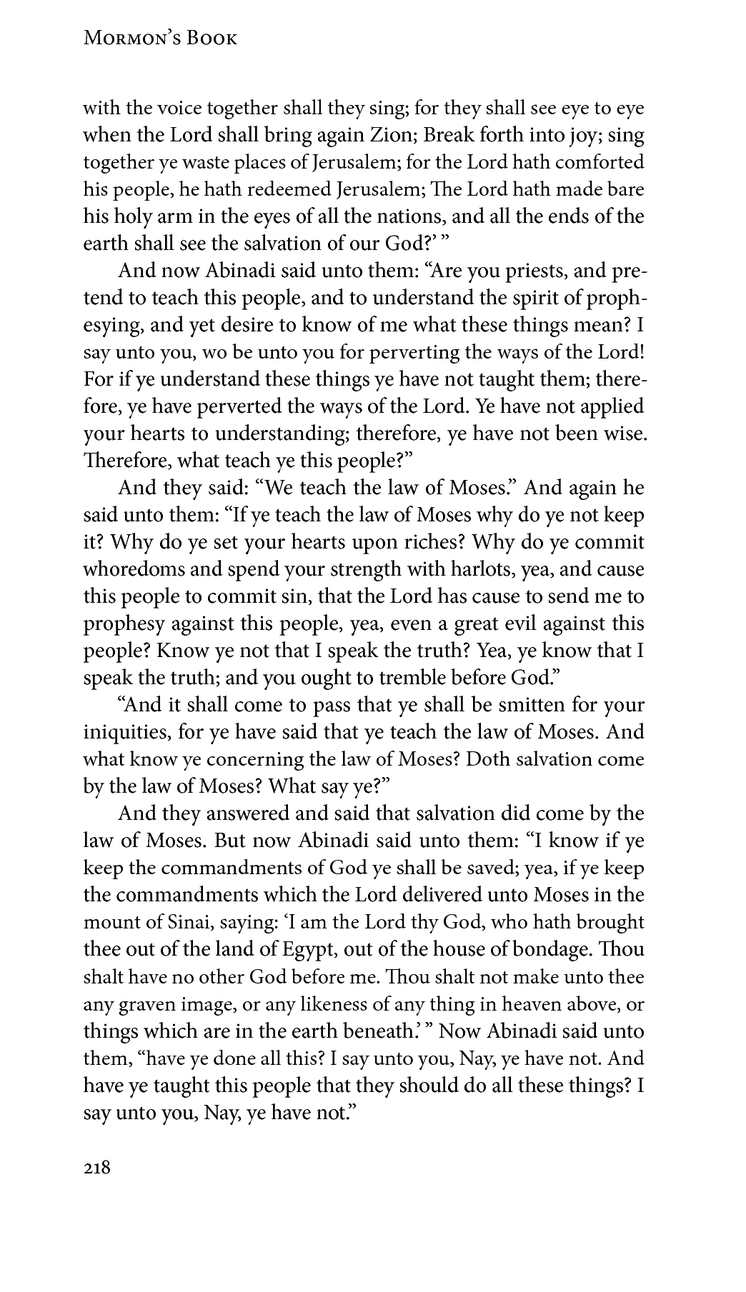 Mormon’s Book
with the voice together shall they sing; for they shall see eye to eye
when the Lord shall bring again Zion; Break forth into joy; sing
together ye waste places of Jerusalem; for the Lord hath comforted
his people, he hath redeemed Jerusalem; The Lord hath made bare
his holy arm in the eyes of all the nations, and all the ends of the
earth shall see the salvation of our God?’ ”
And now Abinadi said unto them: “Are you priests, and pre-
tend to teach this people, and to understand the spirit of proph-
esying, and yet desire to know of me what these things mean? I
say unto you, wo be unto you for perverting the ways of the Lord!
For if ye understand these things ye have not taught them; there-
fore, ye have perverted the ways of the Lord. Ye have not applied
your hearts to understanding; therefore, ye have not been wise.
Therefore, what teach ye this people?”
And they said: “We teach the law of Moses.” And again he
said unto them: “If ye teach the law of Moses why do ye not keep
it? Why do ye set your hearts upon riches? Why do ye commit
whoredoms and spend your strength with harlots, yea, and cause
this people to commit sin, that the Lord has cause to send me to
prophesy against this people, yea, even a great evil against this
people? Know ye not that I speak the truth? Yea, ye know that I
speak the truth; and you ought to tremble before God.”
“And it shall come to pass that ye shall be smitten for your
iniquities, for ye have said that ye teach the law of Moses. And
what know ye concerning the law of Moses? Doth salvation come
by the law of Moses? What say ye?”
And they answered and said that salvation did come by the
law of Moses. But now Abinadi said unto them: “I know if ye
keep the commandments of God ye shall be saved; yea, if ye keep
the commandments which the Lord delivered unto Moses in the
mount of Sinai, saying: ‘I am the Lord thy God, who hath brought
thee out of the land of Egypt, out of the house of bondage. Thou
shalt have no other God before me. Thou shalt not make unto thee
any graven image, or any likeness of any thing in heaven above, or
things which are in the earth beneath.’ ” Now Abinadi said unto
them, “have ye done all this? I say unto you, Nay, ye have not. And
have ye taught this people that they should do all these things? I
say unto you, Nay, ye have not.”
218